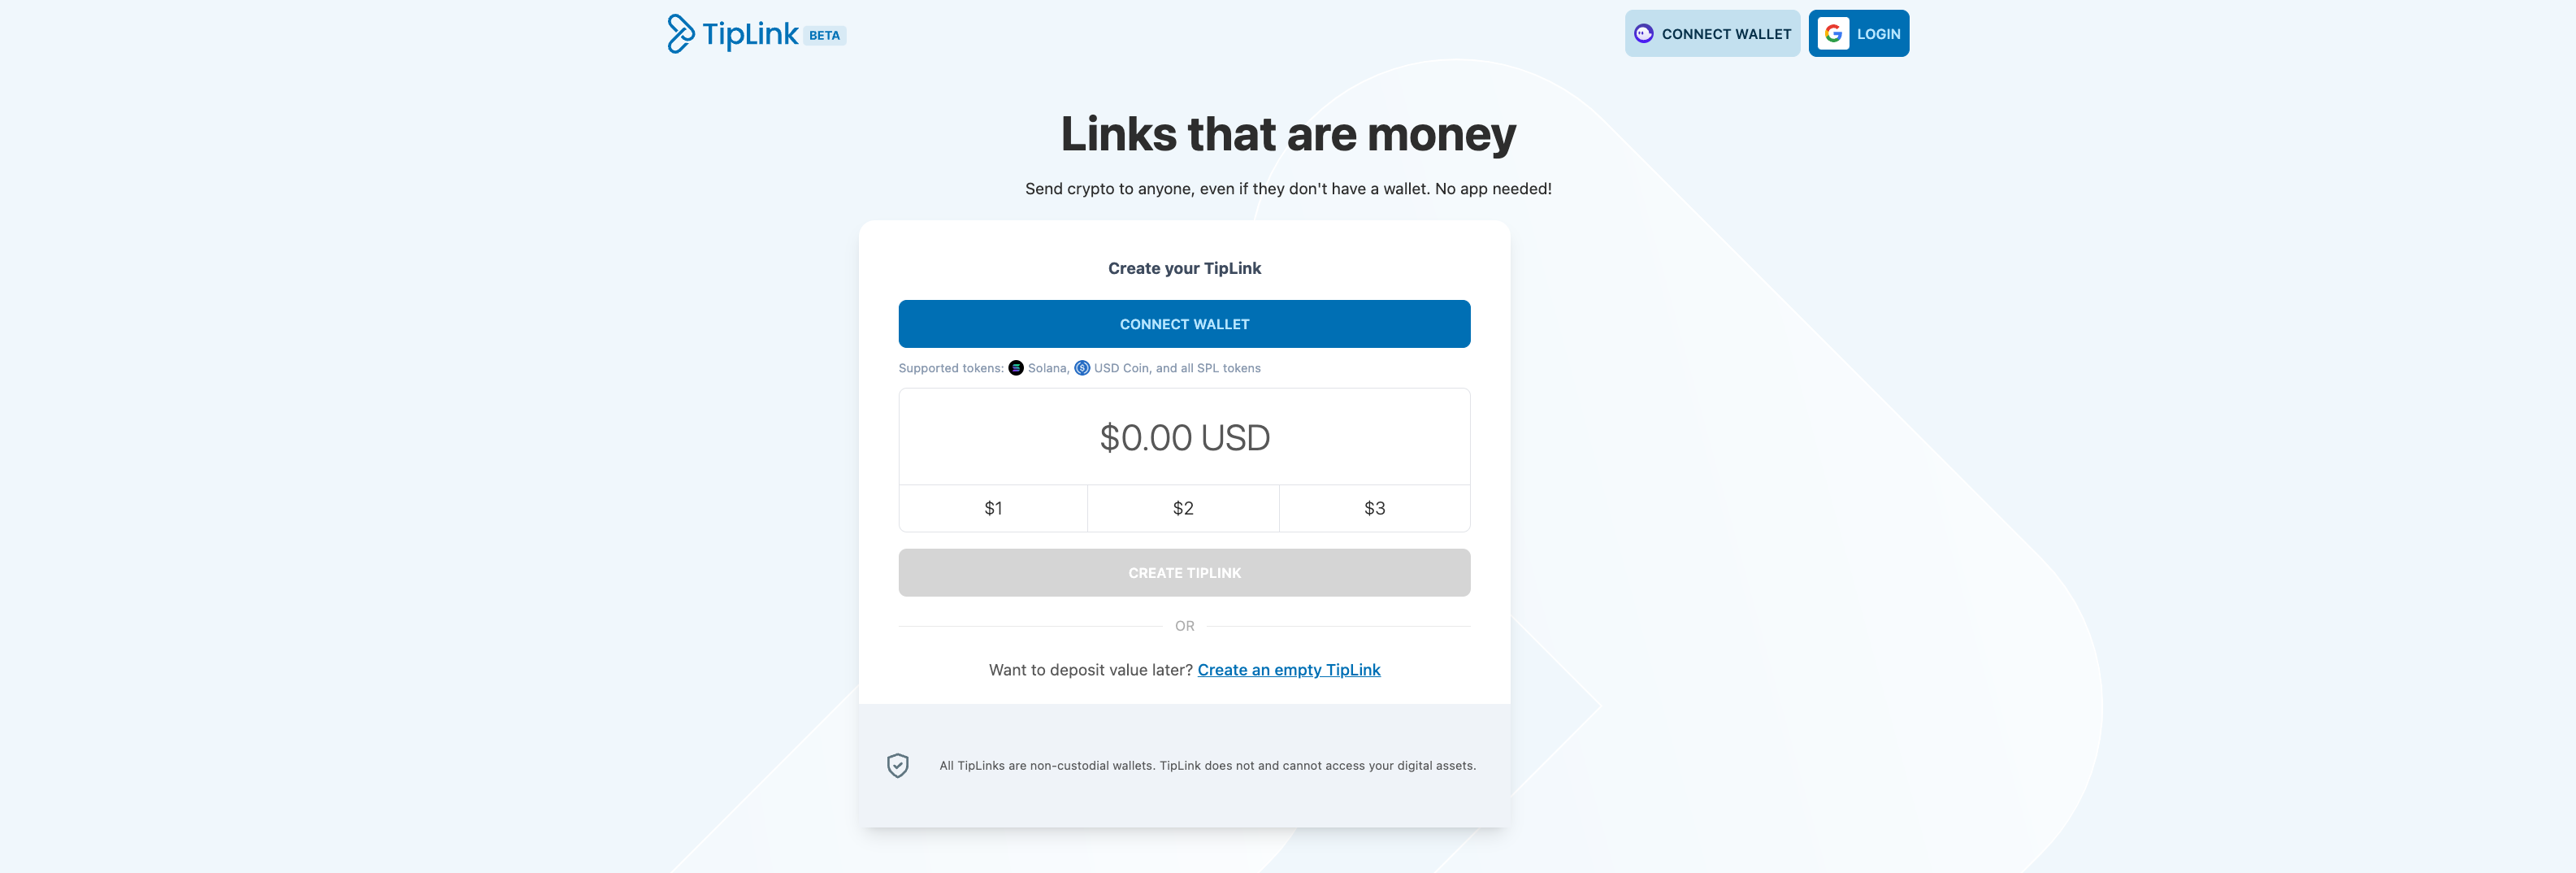 TipLink BETA
CONNECT WALLET
LOGIN
Links that are money
Send crypto to anyone, even if they don't have a wallet. No app needed!
Create your TipLink
CONNECT WALLET
Supported tokens: Solana, USD Coin, and all SPL tokens
$0.00 USD
$1 $2 $3
CREATE TIPLINK
OR
Want to deposit value later? Create an empty TipLink
All TipLinks are non-custodial wallets. TipLink does not and cannot access your digital assets.